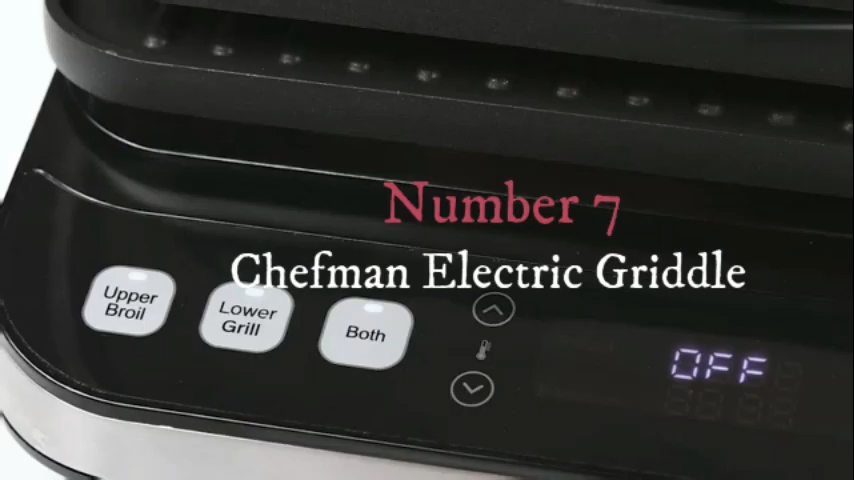 Number 7
Chefman Electric Griddle
Upper
Broil
Lower
Grill
Both
OFF